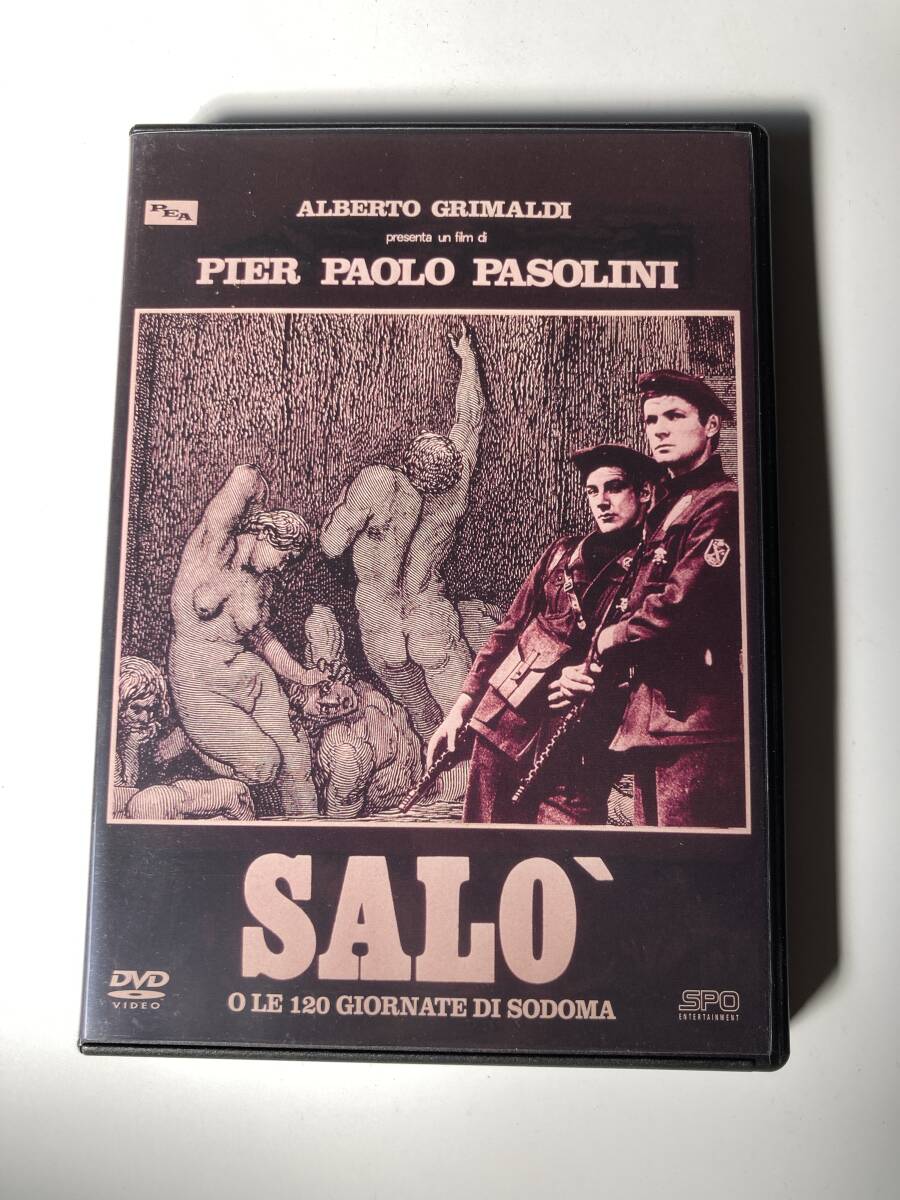 PEA
ALBERTO GRIMALDI
presenta un film di
PIER PAOLO PASOLINI
SALO`
O LE 120 GIORNATE DI SODOMA
DVD
VIDEO
SPO
ENTERTAINMENT